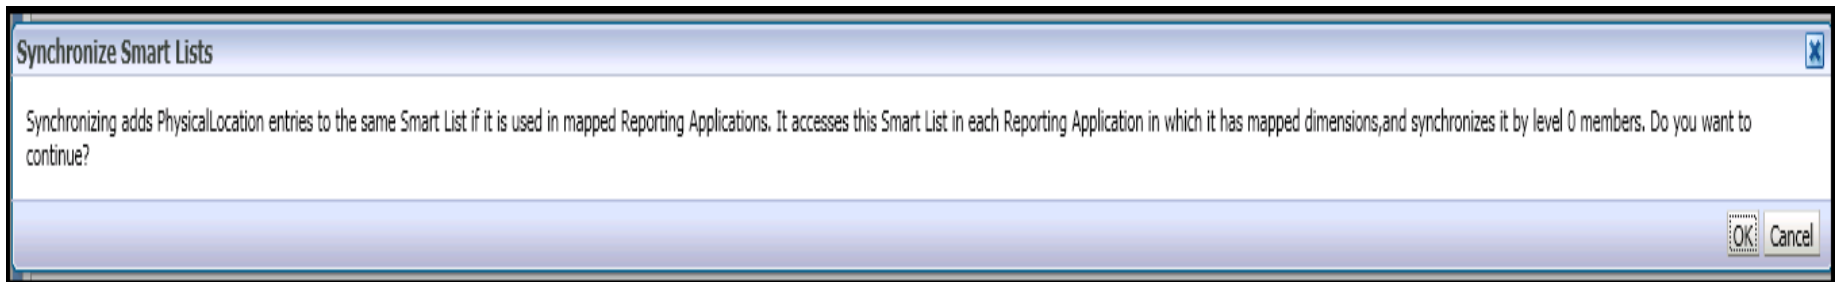 Synchronize Smart Lists
Synchronizing adds PhysicalLocation entries to the same Smart List if it is used in mapped Reporting Applications. It accesses this Smart List in each Reporting Application in which it has mapped dimensions,and synchronizes it by level 0 members. Do you want to
continue?
OK Cancel